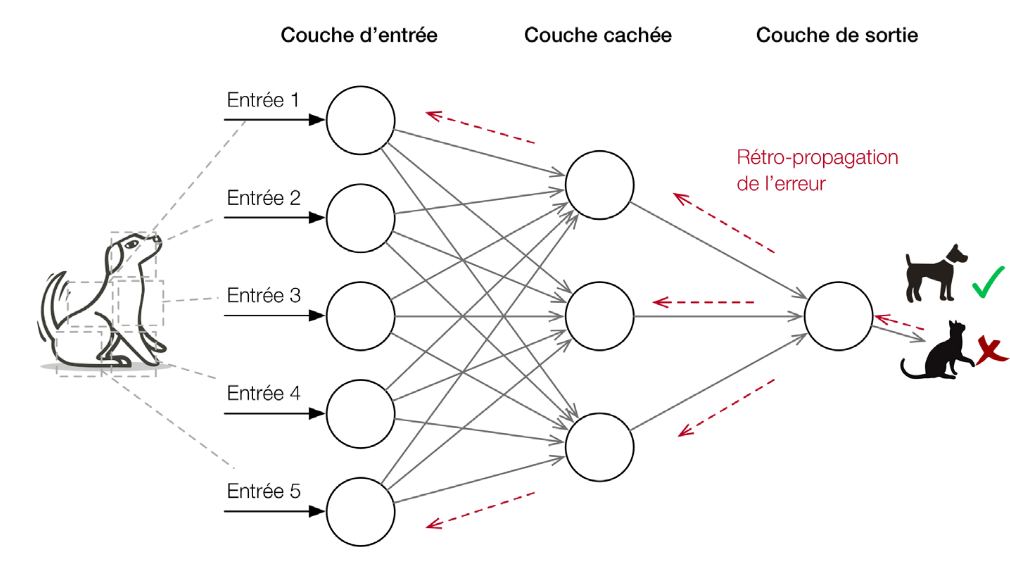 Couche d’entrée
Couche cachée
Couche de sortie
Entrée 1
Entrée 2
Entrée 3
Entrée 4
Entrée 5
Rétro-propagation
de l’erreur